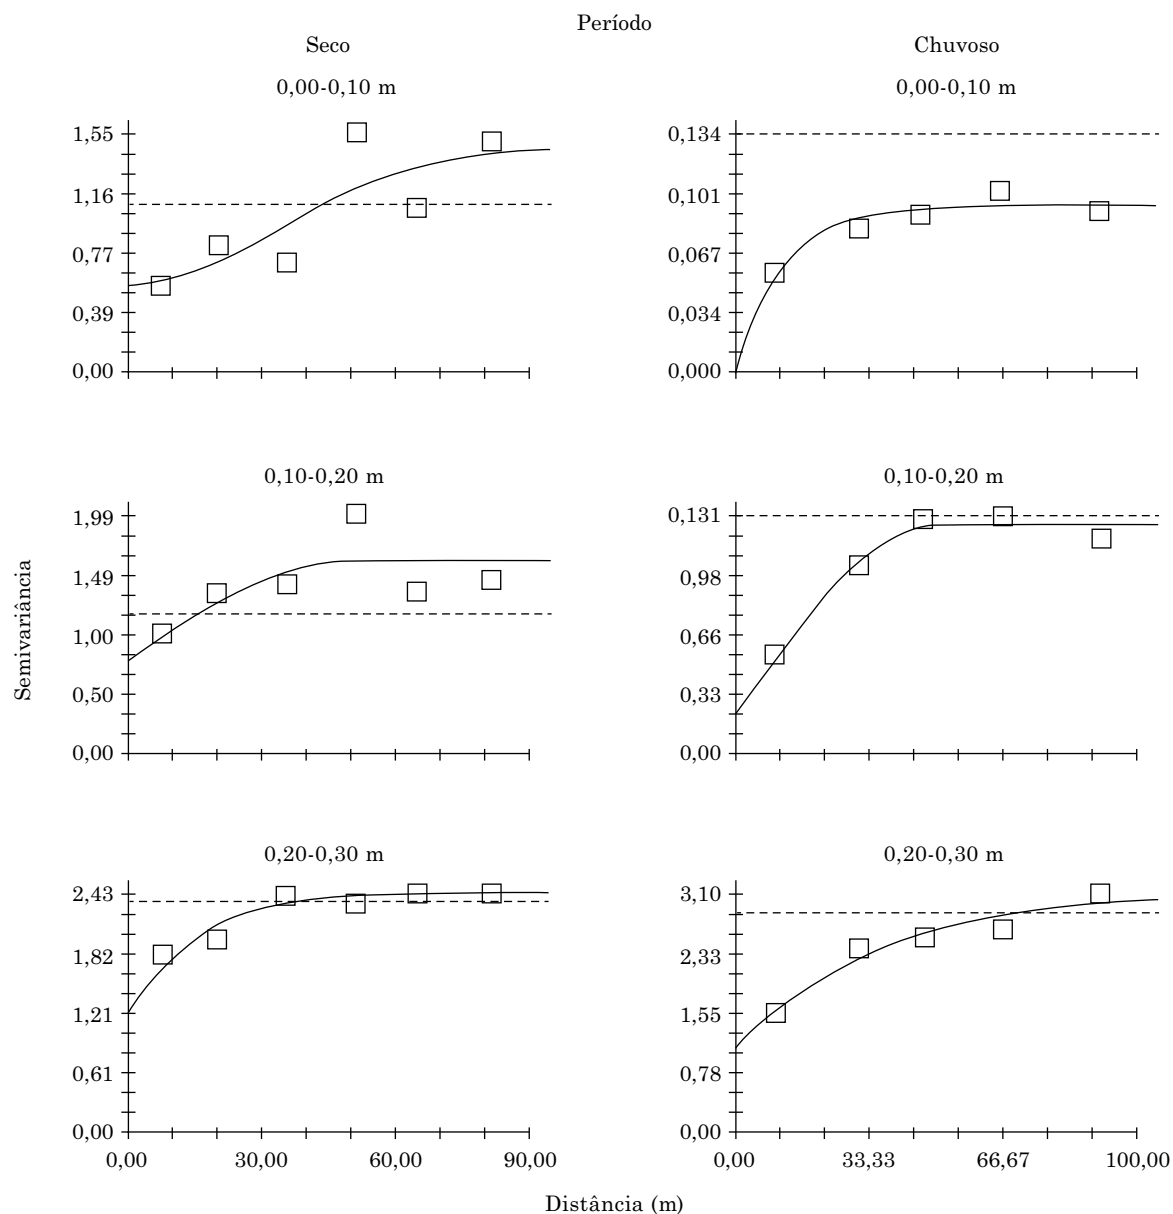 Período
Seco
Chuvoso
0,00-0,10 m
0,00-0,10 m
1,55
1,16
0,77
0,39
0,00
0,134
0,101
0,067
0,034
0,000
Semivariância
0,10-0,20 m
0,10-0,20 m
1,99
1,49
1,00
0,50
0,00
0,131
0,98
0,66
0,33
0,00
0,20-0,30 m
0,20-0,30 m
2,43
1,82
1,21
0,61
0,00
3,10
2,33
1,55
0,78
0,00
0,00 30,00 60,00 90,00
0,00 33,33 66,67 100,00
Distância (m)